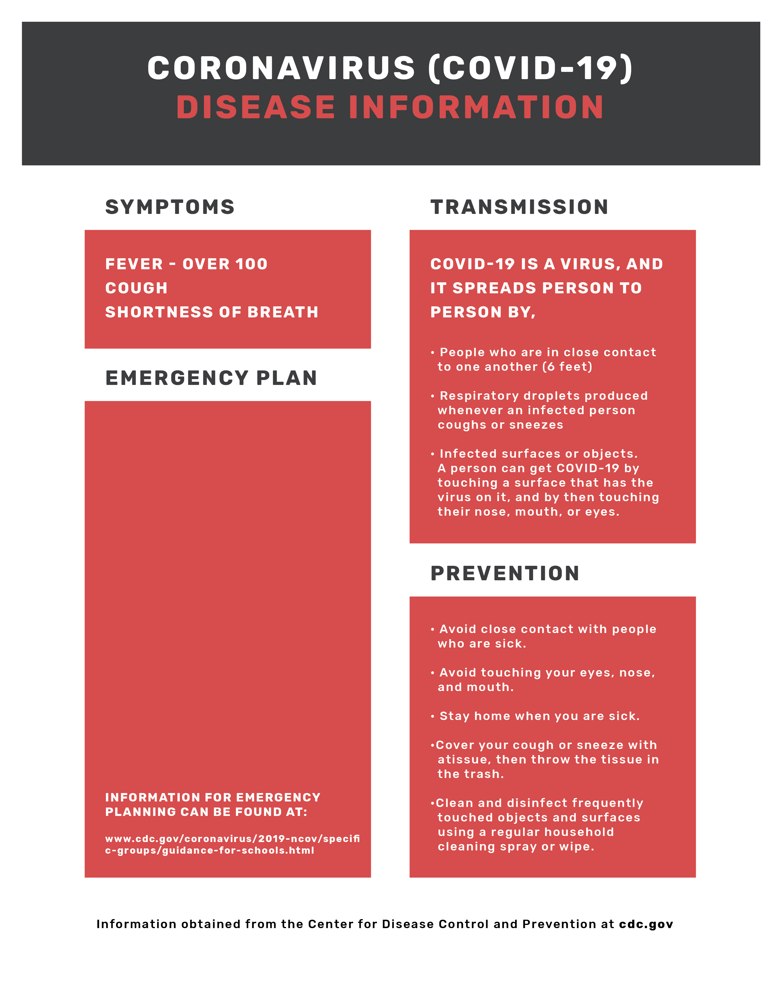 CORONAVIRUS (COVID-19)
DISEASE INFORMATION
SYMPTOMS
FEVER - OVER 100
COUGH
SHORTNESS OF BREATH
EMERGENCY PLAN
INFORMATION FOR EMERGENCY
PLANNING CAN BE FOUND AT:
www.cdc.gov/coronavirus/2019-ncov/specifi
c-groups/guidance-for-schools.html
TRANSMISSION
COVID-19 IS A VIRUS, AND
IT SPREADS PERSON TO
PERSON BY,
• People who are in close contact
to one another (6 feet)
• Respiratory droplets produced
whenever an infected person
coughs or sneezes
• Infected surfaces or objects.
A person can get COVID-19 by
touching a surface that has the
virus on it, and by then touching
their nose, mouth, or eyes.
PREVENTION
• Avoid close contact with people
who are sick.
• Avoid touching your eyes, nose,
and mouth.
• Stay home when you are sick.
•Cover your cough or sneeze with
atissue, then throw the tissue in
the trash.
•Clean and disinfect frequently
touched objects and surfaces
using a regular household
cleaning spray or wipe.
Information obtained from the Center for Disease Control and Prevention at cdc.gov